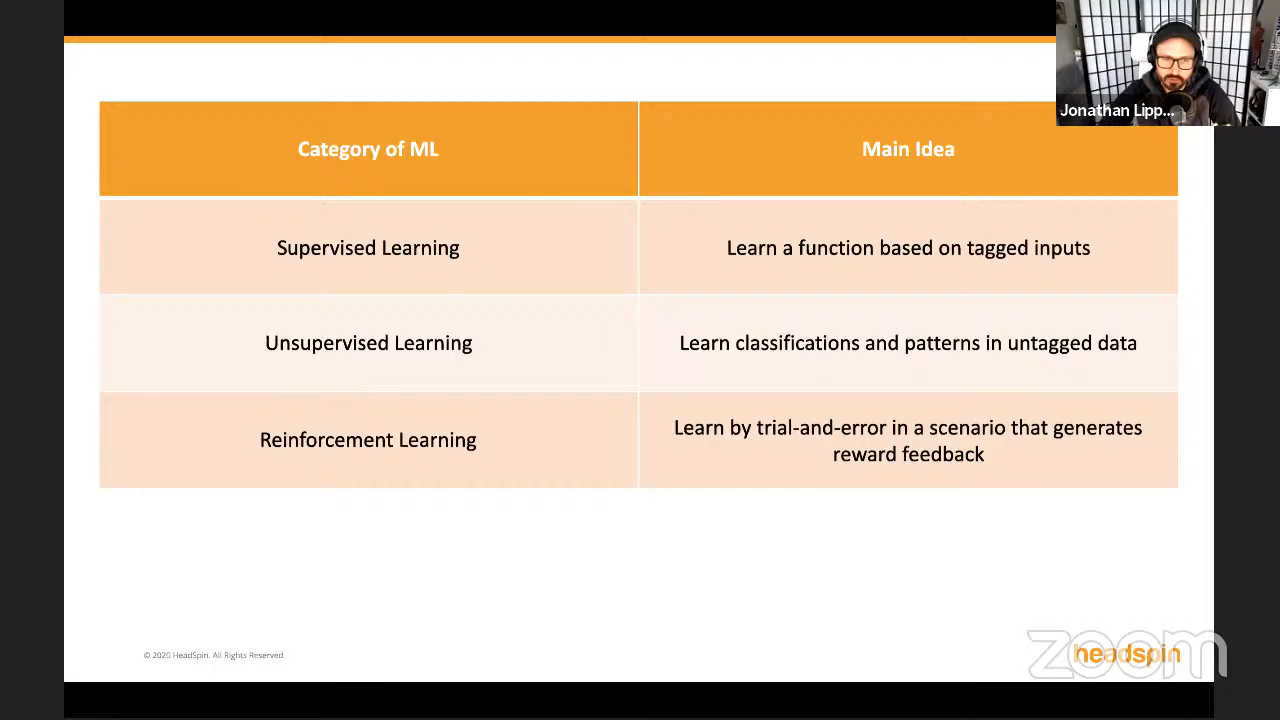 Jonathan Lipp...
Category of ML
Main Idea
Supervised Learning
Learn a function based on tagged inputs
Unsupervised Learning
Learn classifications and patterns in untagged data
Reinforcement Learning
Learn by trial-and-error in a scenario that generates
reward feedback
© 2020 HeadSpin. All Rights Reserved
headspin
zoom